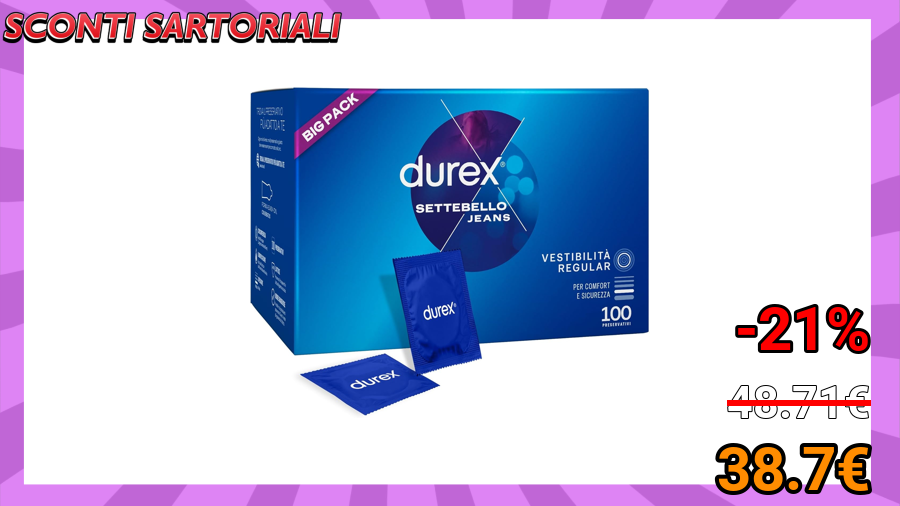 SCONTI SARTORIALI
BIG PACK
durex®
SETTEBELLO
JEANS
VESTIBILITÀ
REGULAR
PER COMFORT
E SICUREZZA
100
PRESERVATIVI
durex®
durex
-21%
48.71€
38.7€